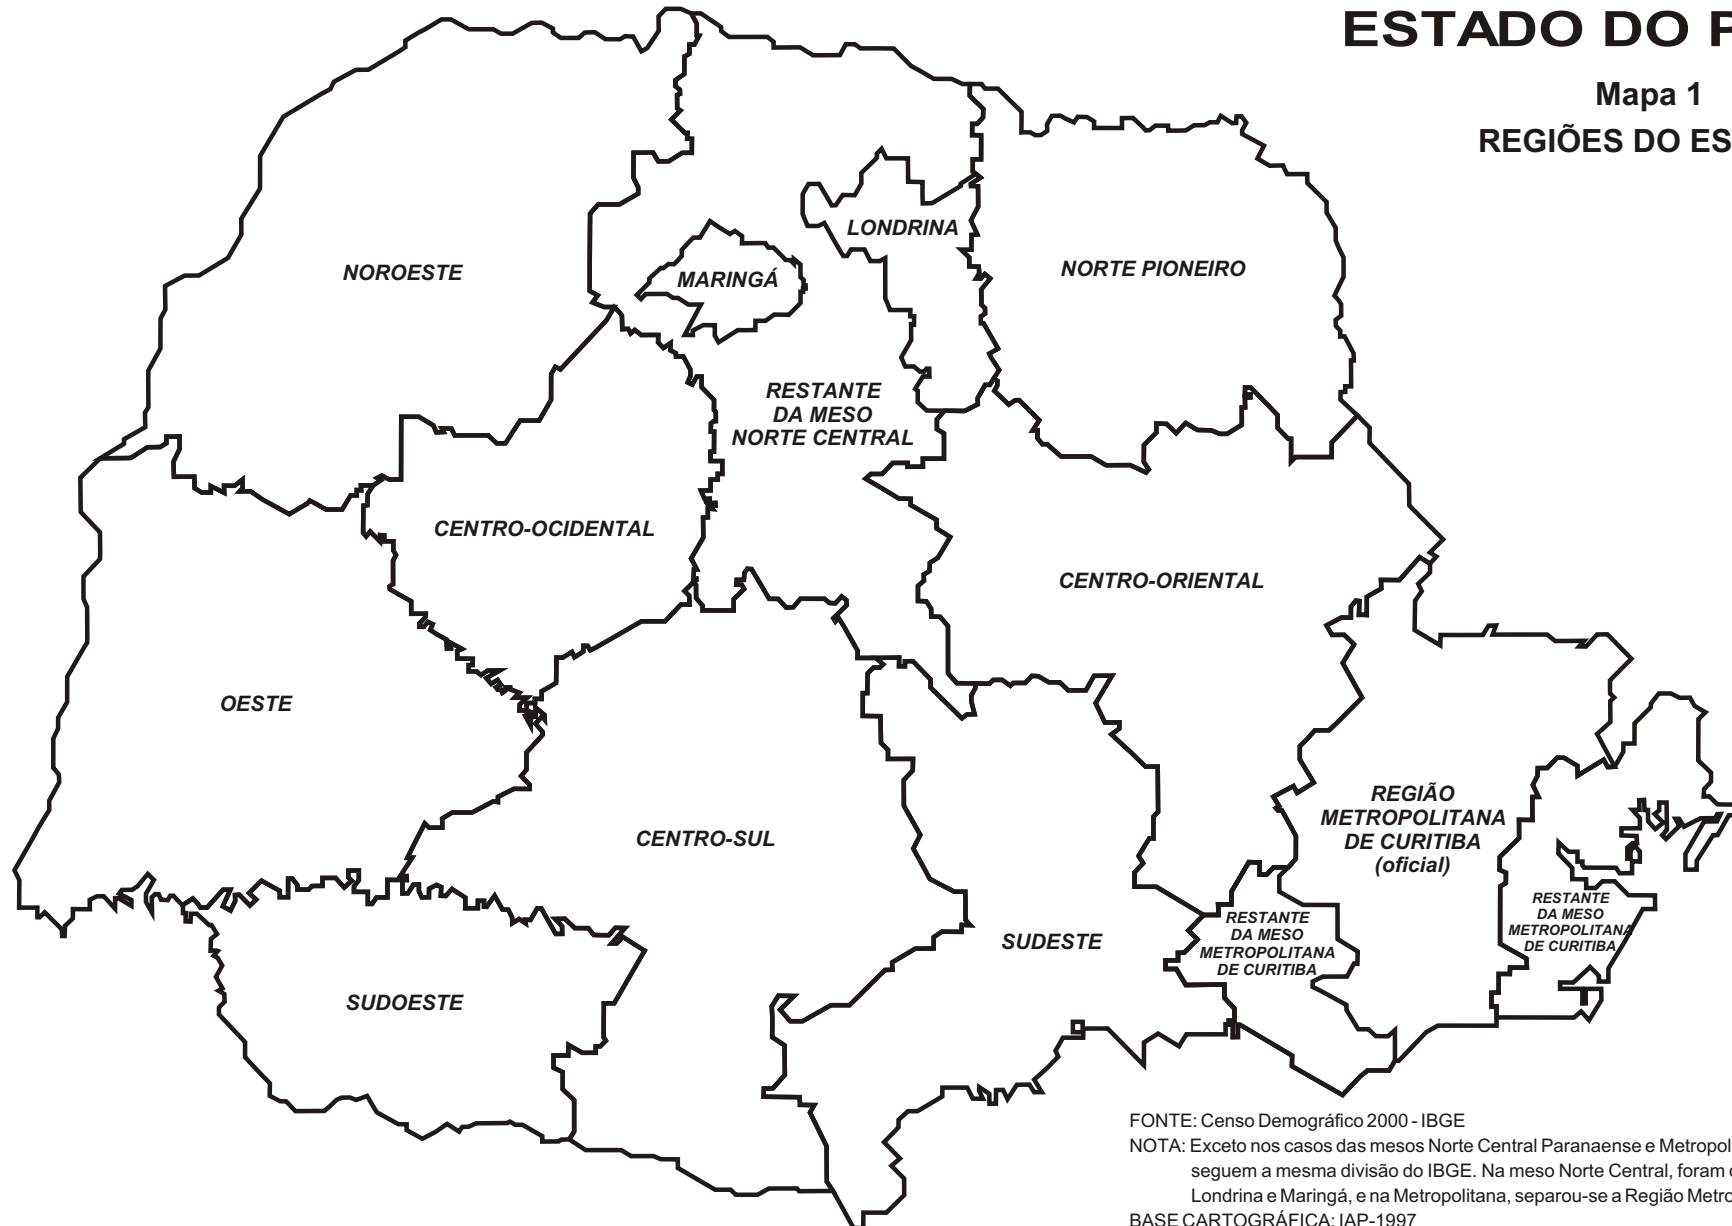 ESTADO DO P
Mapa 1
REGIÕES DO ES
NOROESTE
MARINGÁ
LONDRINA
NORTE PIONEIRO
RESTANTE
DA MESO
NORTE CENTRAL
CENTRO-OCIDENTAL
CENTRO-ORIENTAL
OESTE
CENTRO-SUL
REGIÃO
METROPOLITANA
DE CURITIBA
(oficial)
RESTANTE
DA MESO
METROPOLITANA
DE CURITIBA
RESTANTE
DA MESO
METROPOLITANA
DE CURITIBA
SUDESTE
SUDOESTE
FONTE: Censo Demográfico 2000 - IBGE
NOTA: Exceto nos casos das mesos Norte Central Paranaense e Metropol
seguem a mesma divisão do IBGE. Na meso Norte Central, foram
Londrina e Maringá, e na Metropolitana, separou-se a Região Metro
BASE CARTOGRÁFICA: IAP-1997